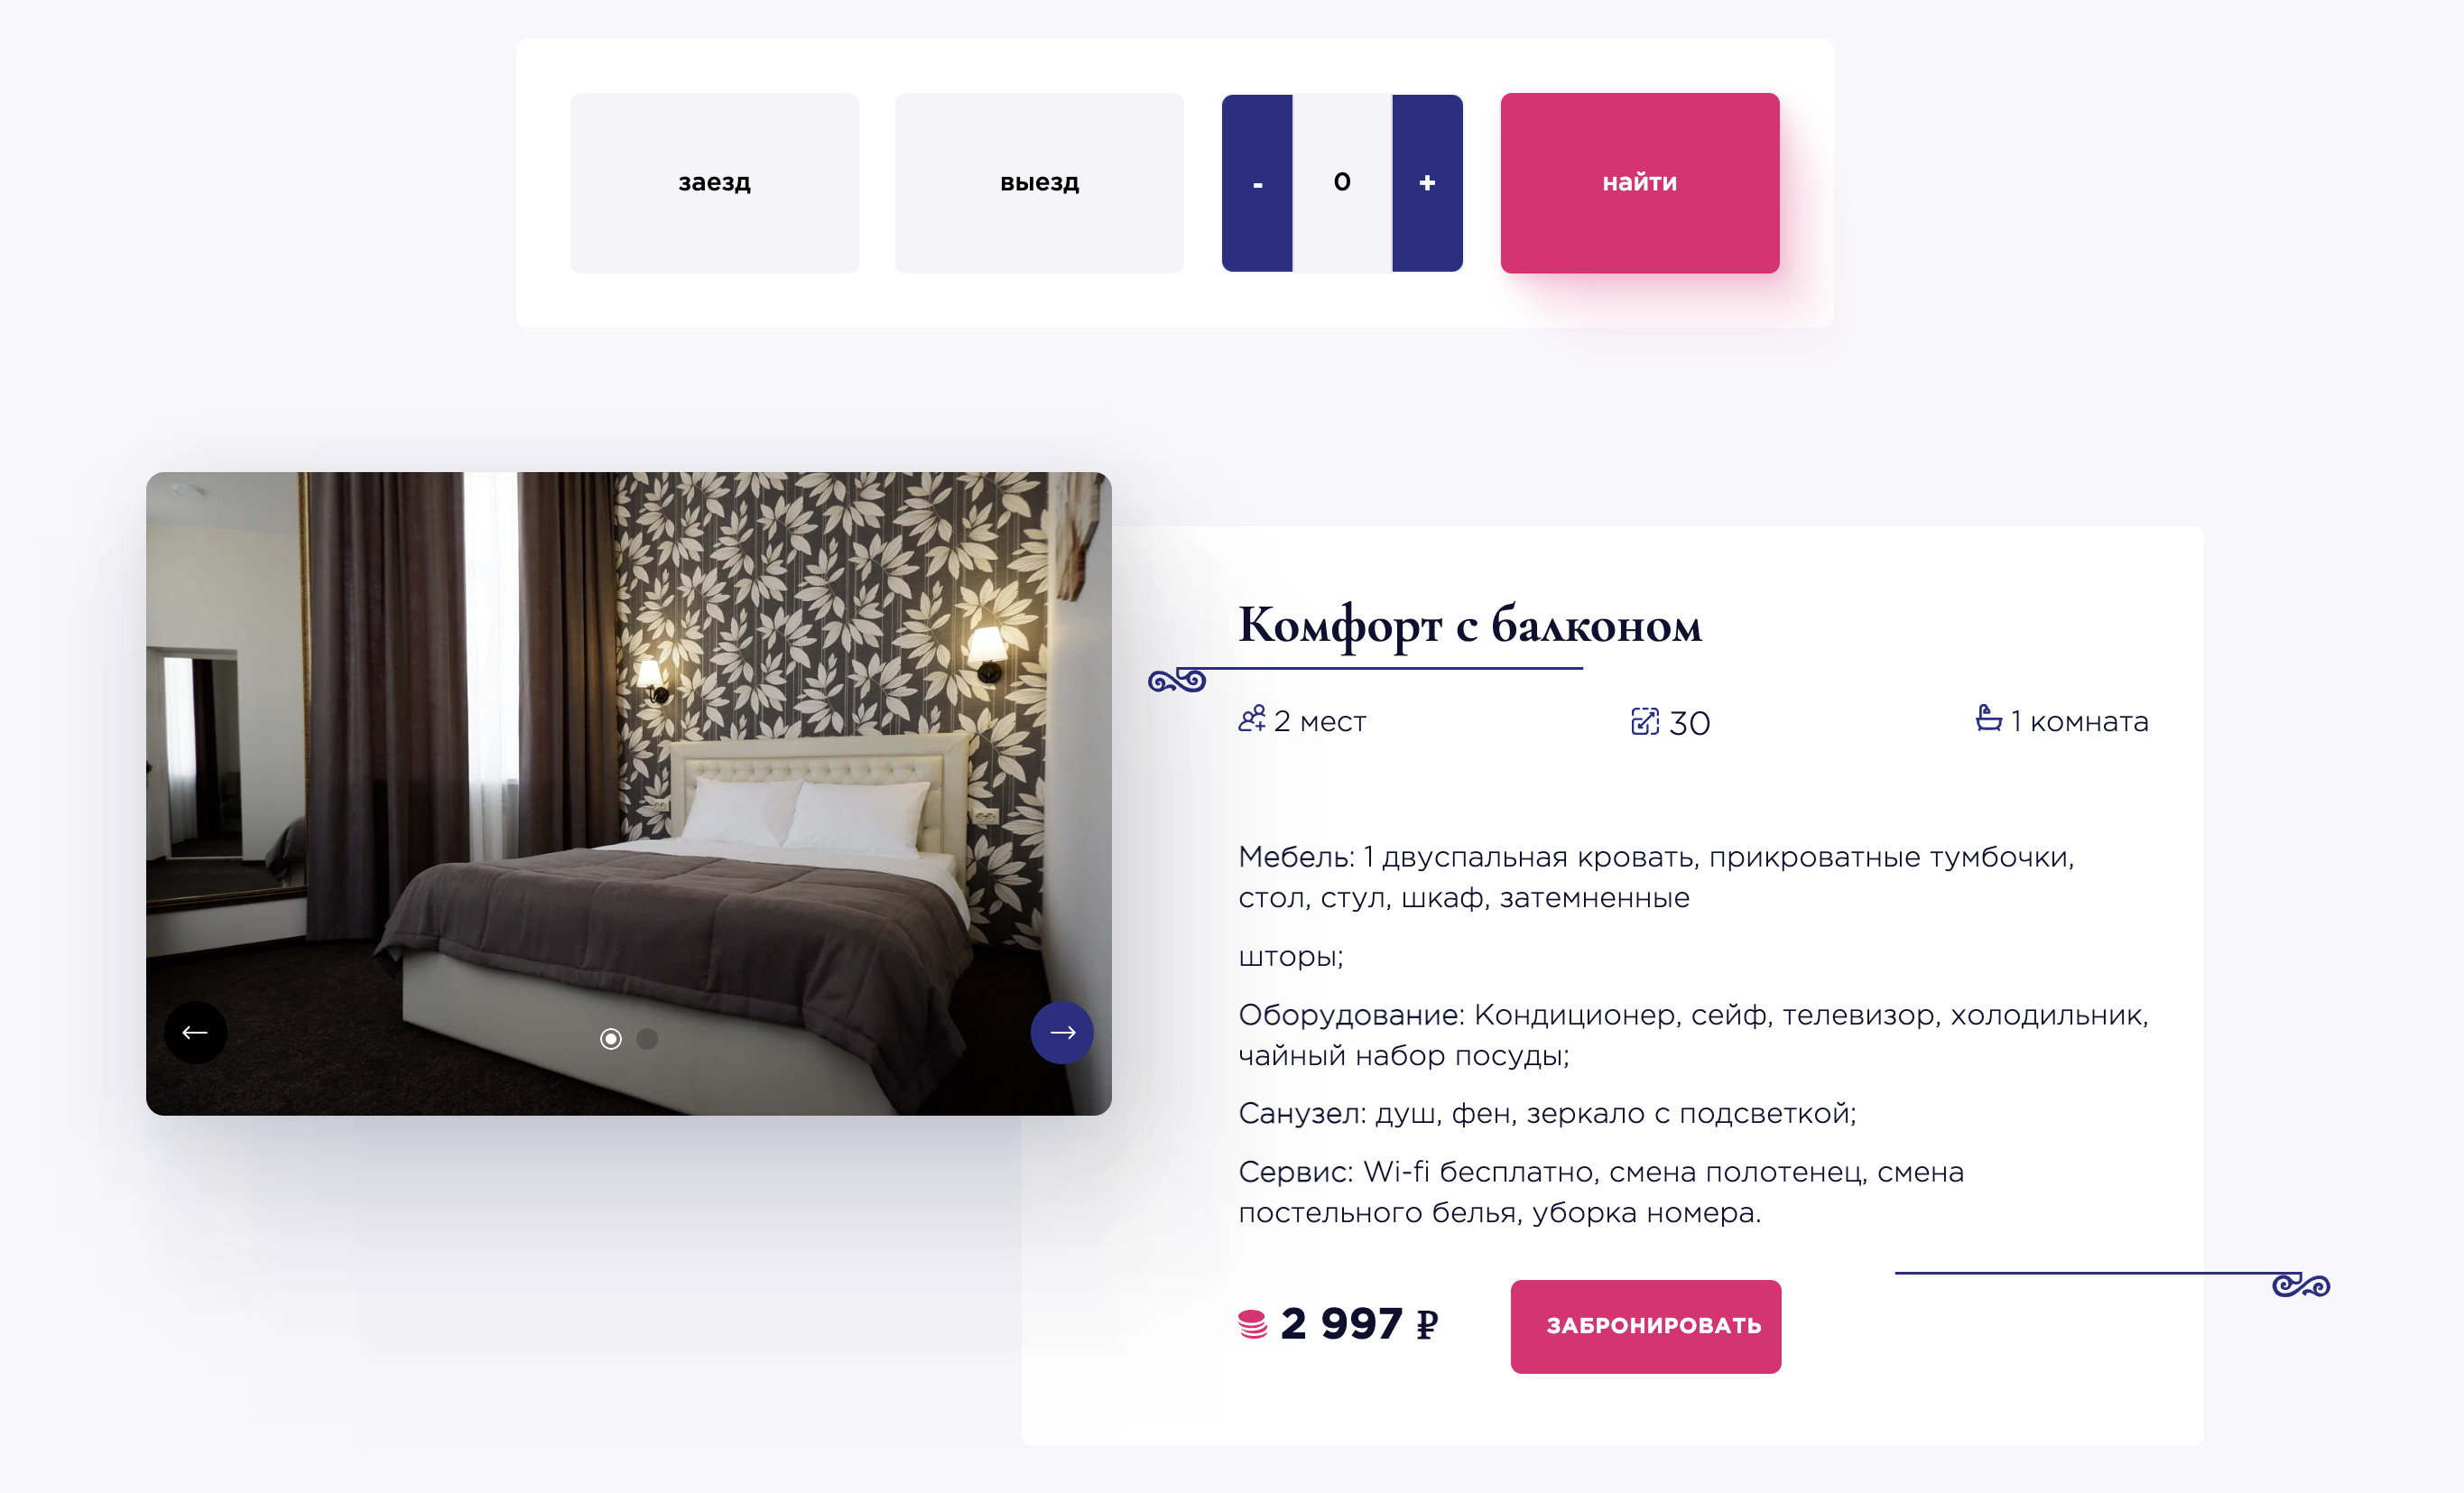 заезд
выезд
- 0 +
найти
Комфорт с балконом
2 мест
30
1 комната
Мебель: 1 двуспальная кровать, прикроватные тумбочки,
стол, стул, шкаф, затемненные
шторы;
Оборудование: Кондиционер, сейф, телевизор, холодильник,
чайный набор посуды;
Санузел: душ, фен, зеркало с подсветкой;
Сервис: Wi-fi бесплатно, смена полотенец, смена
постельного белья, уборка номера.
2 997 ₽
ЗАБРОНИРОВАТЬ